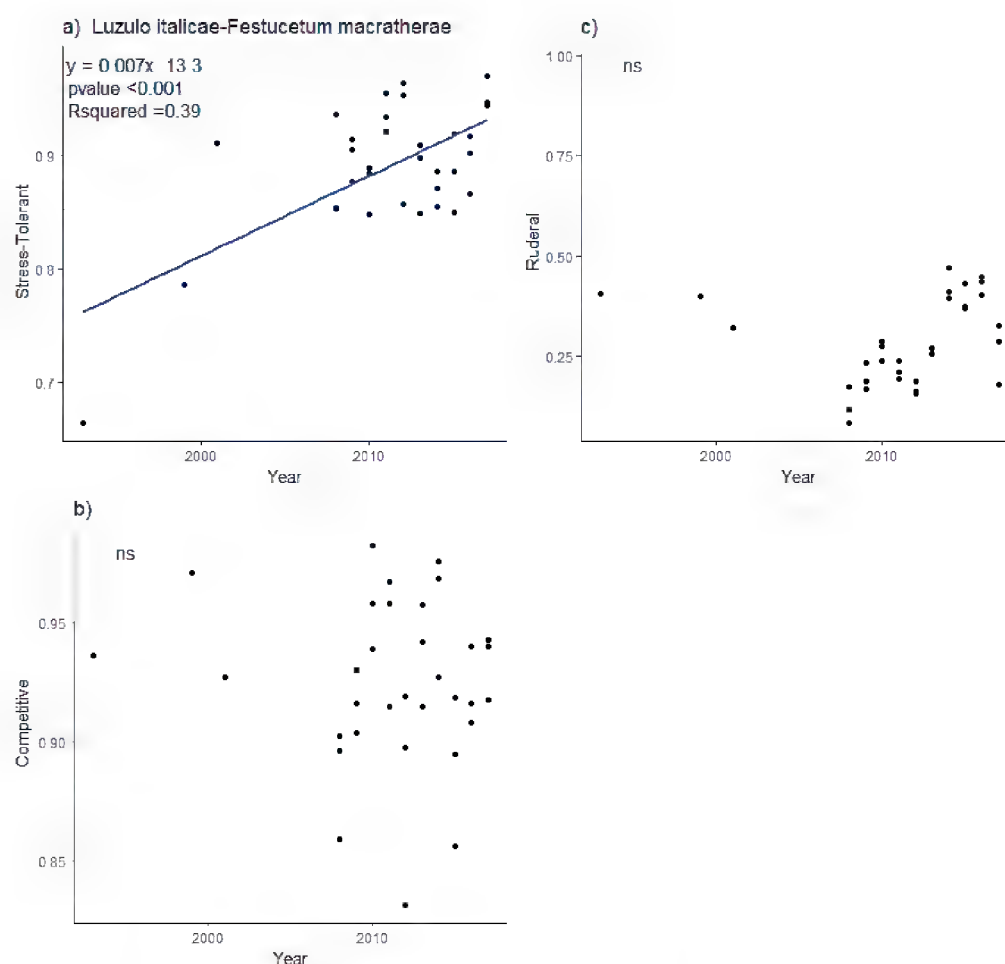 a) Luzulo italicae-Festucetum macratherae
y = 0.007x 13.3
pvalue <0.001
Rsquared =0.39
0.9
0.8
0.7
Stress-Tolerant
2000 2010
Year
c)
ns
1.00
0.75
0.50
0.25
Ruderal
2000 2010
Year
b)
ns
0.95
0.90
0.85
Competitive
2000 2010
Year